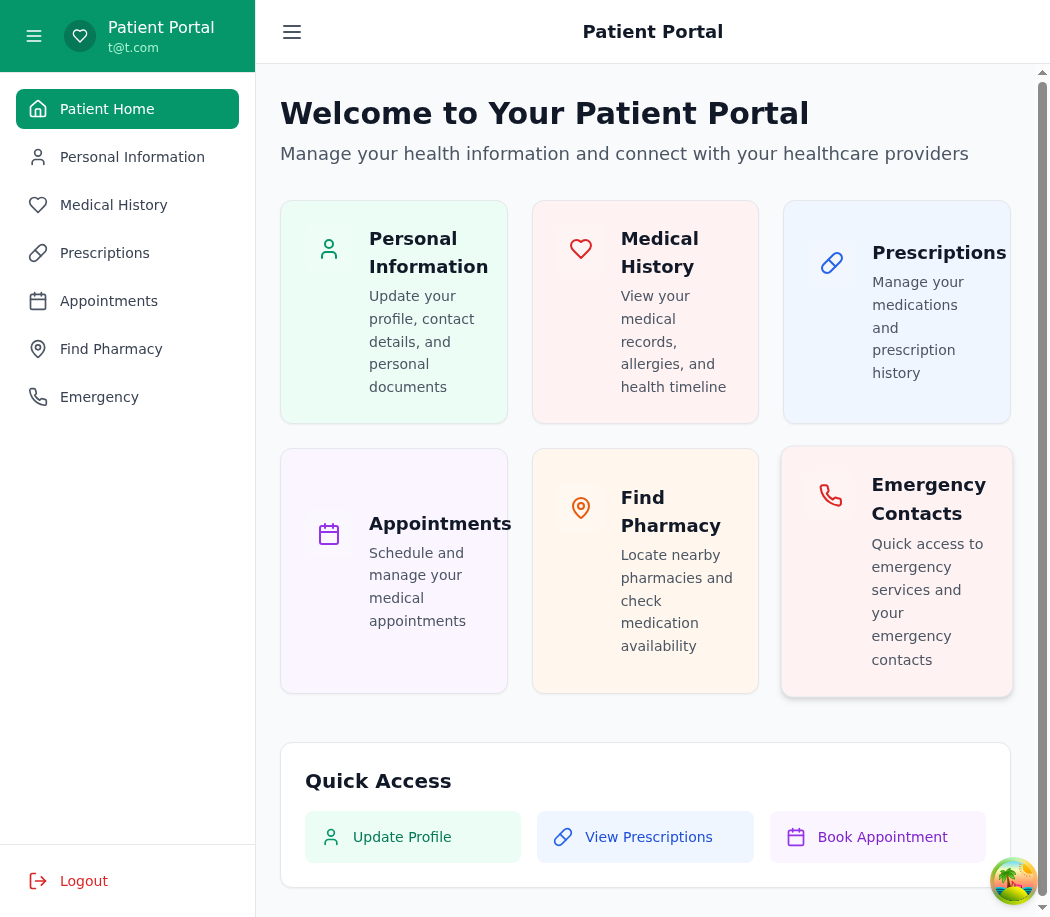 Patient Portal
t@t.com
Patient Home
Personal Information
Medical History
Prescriptions
Appointments
Find Pharmacy
Emergency
Logout
Patient Portal
Welcome to Your Patient Portal
Manage your health information and connect with your healthcare providers
Personal
Information
Update your
profile, contact
details, and
personal
documents
Medical
History
View your
medical
records,
allergies, and
health timeline
Prescriptions
Manage your
medications
and
prescription
history
Appointments
Schedule and
manage your
medical
appointments
Find
Pharmacy
Locate nearby
pharmacies and
check
medication
availability
Emergency
Contacts
Quick access to
emergency
services and
your
emergency
contacts
Quick Access
Update Profile
View Prescriptions
Book Appointment